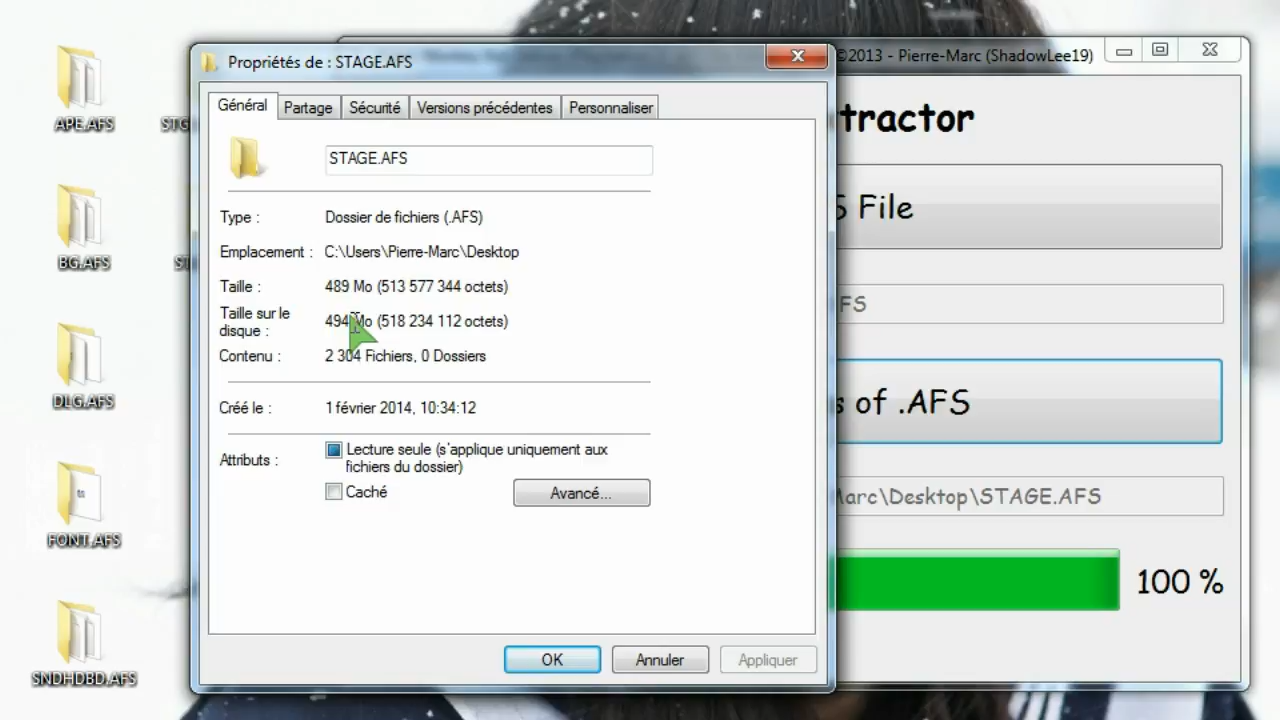 APE.AFS
BG.AFS
DLG.AFS
FONT.AFS
SNDHDBD.AFS
STG
ST
Propriétés de : STAGE.AFS
Général
Partage
Sécurité
Versions précédentes
Personnaliser
STAGE.AFS
Type :
Dossier de fichiers (.AFS)
Emplacement :
C:\Users\Pierre-Marc\Desktop
Taille :
489 Mo (513 577 344 octets)
Taille sur le
disque :
494 Mo (518 234 112 octets)
Contenu :
2 304 Fichiers, 0 Dossiers
Créé le :
1 février 2014, 10:34:12
Attributs :
Lecture seule (s'applique uniquement aux
fichiers du dossier)
Caché
Avancé...
OK
Annuler
Appliquer
©2013 - Pierre-Marc (ShadowLee19)
tractor
S File
FS
s of .AFS
Marc\Desktop\STAGE.AFS
100 %